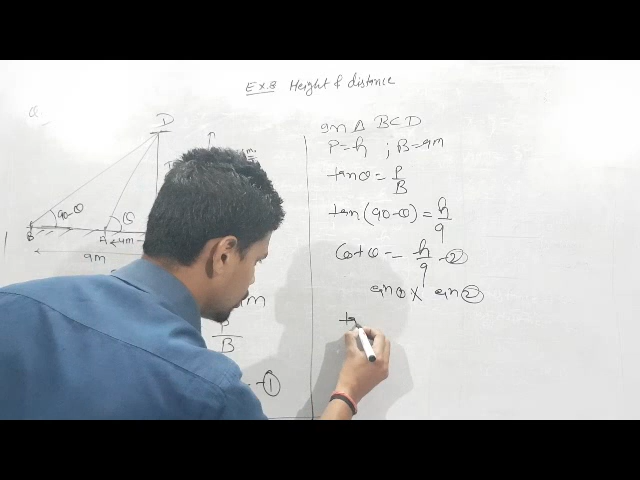 Ex.8 Height & distance
Q.
D
90-θ
θ
B
A
4m
9m
m
P
B
-①
In Δ BCD
P=h ; B=9m
tanθ = P/B
tan(90-θ) = h/9
Cotθ = h/9 -②
eqn① × eqn②
ta